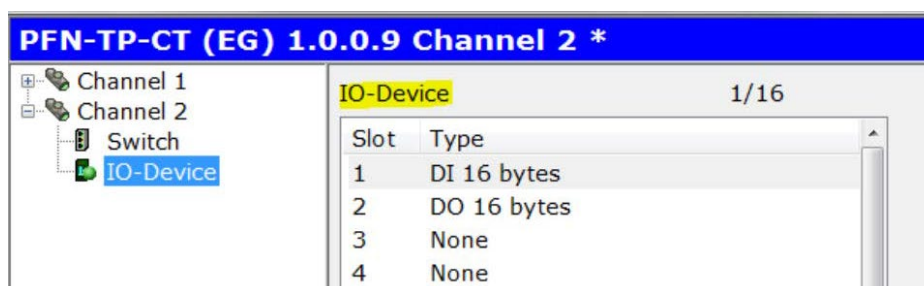 PFN-TP-CT (EG) 1.0.0.9 Channel 2 *
Channel 1
Channel 2
Switch
IO-Device
IO-Device 1/16
Slot Type
1 DI 16 bytes
2 DO 16 bytes
3 None
4 None